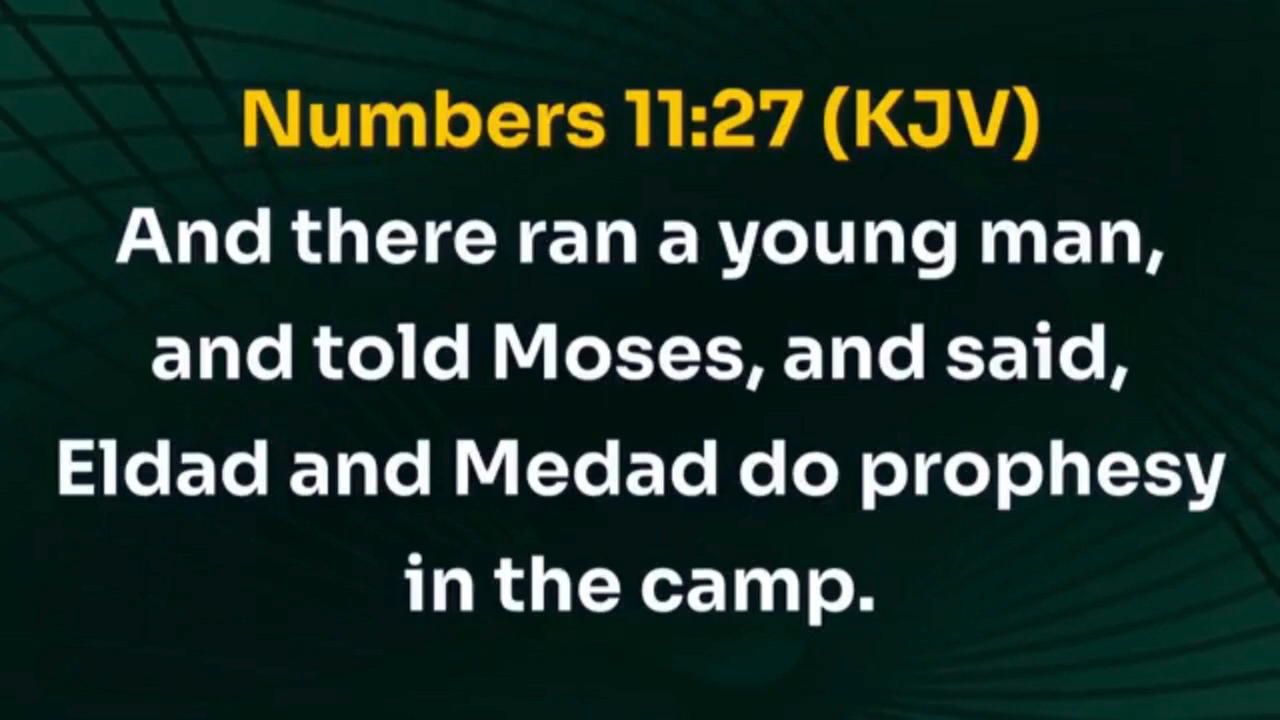 Numbers 11:27 (KJV)
And there ran a young man,
and told Moses, and said,
Eldad and Medad do prophesy
in the camp.